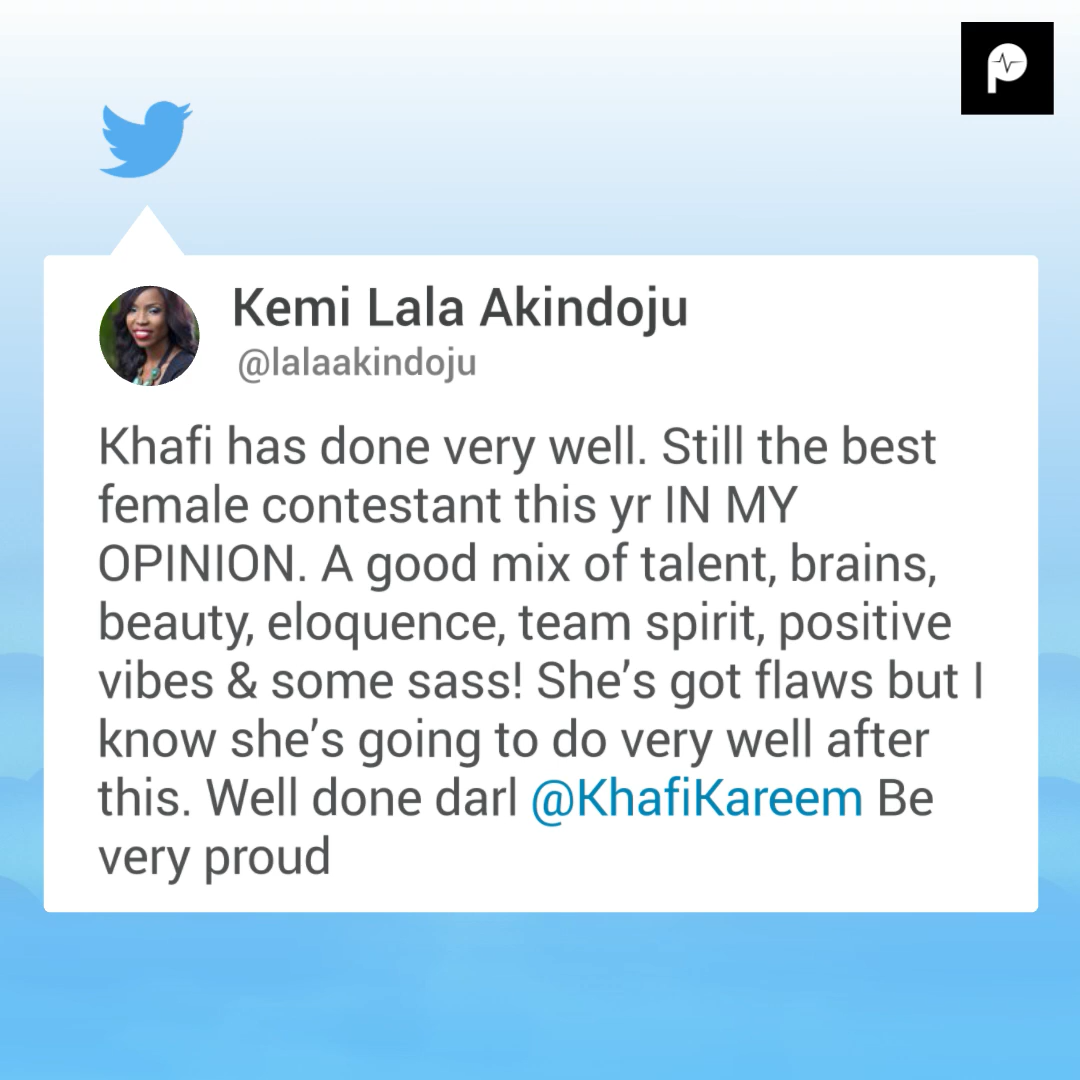 Kemi Lala Akindoju
@lalaakindoju
Khafi has done very well. Still the best
female contestant this yr IN MY
OPINION. A good mix of talent, brains,
beauty, eloquence, team spirit, positive
vibes & some sass! She’s got flaws but I
know she’s going to do very well after
this. Well done darl @KhafiKareem Be
very proud